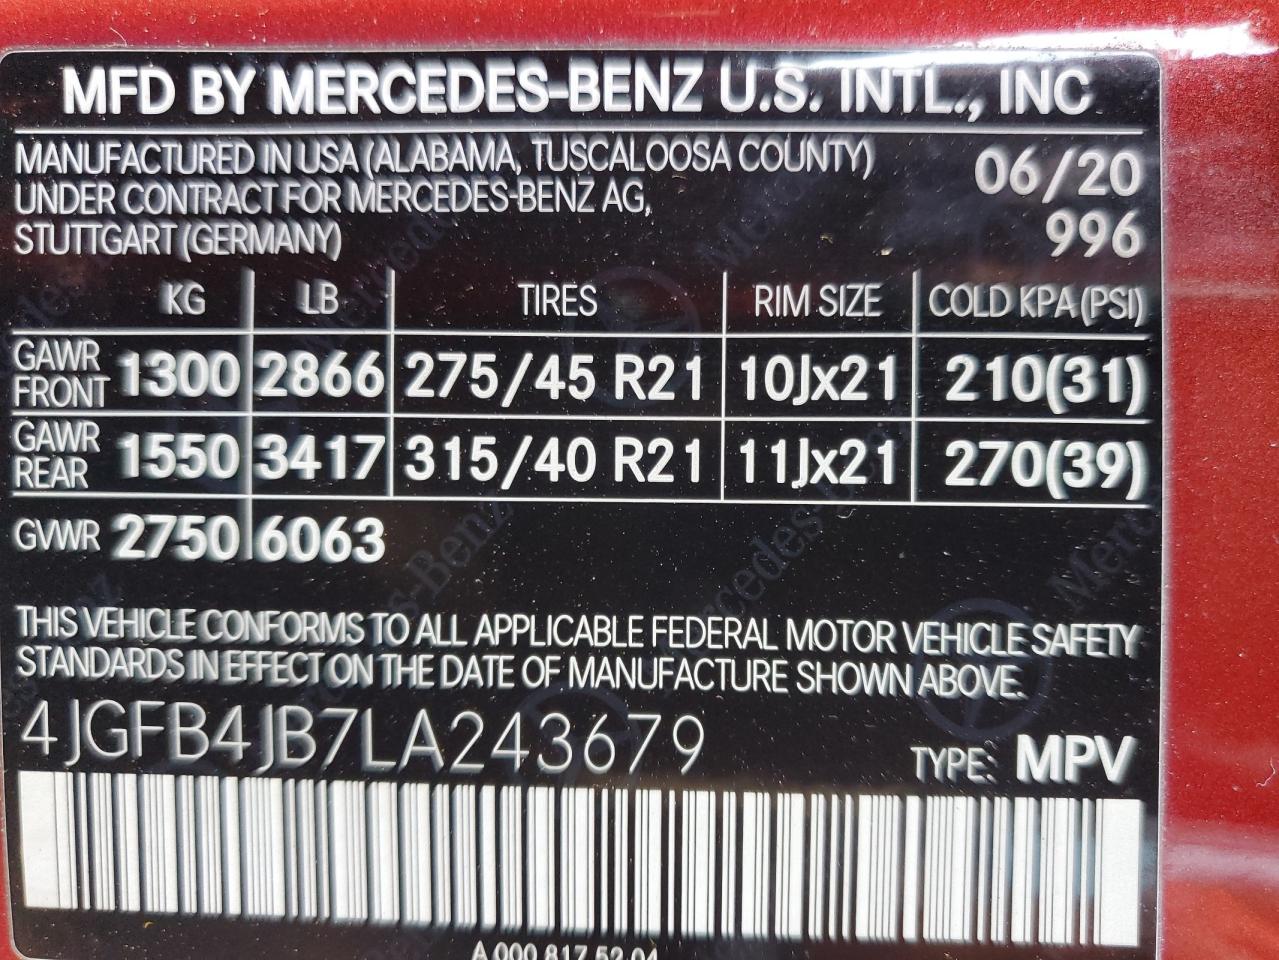 MFD BY MERCEDES-BENZ U.S. INTL., INC
MANUFACTURED IN USA (ALABAMA, TUSCALOOSA COUNTY) 06/20
UNDER CONTRACT FOR MERCEDES-BENZ AG,
STUTTGART (GERMANY) 996
KG LB TIRES RIM SIZE COLD KPA (PSI)
GAWR FRONT 1300 2866 275/45 R21 10Jx21 210(31)
GAWR REAR 1550 3417 315/40 R21 11Jx21 270(39)
GVWR 2750 6063
THIS VEHICLE CONFORMS TO ALL APPLICABLE FEDERAL MOTOR VEHICLE SAFETY
STANDARDS IN EFFECT ON THE DATE OF MANUFACTURE SHOWN ABOVE.
4JGFB4JB7LA243679 TYPE: MPV
A 000 817 52 04